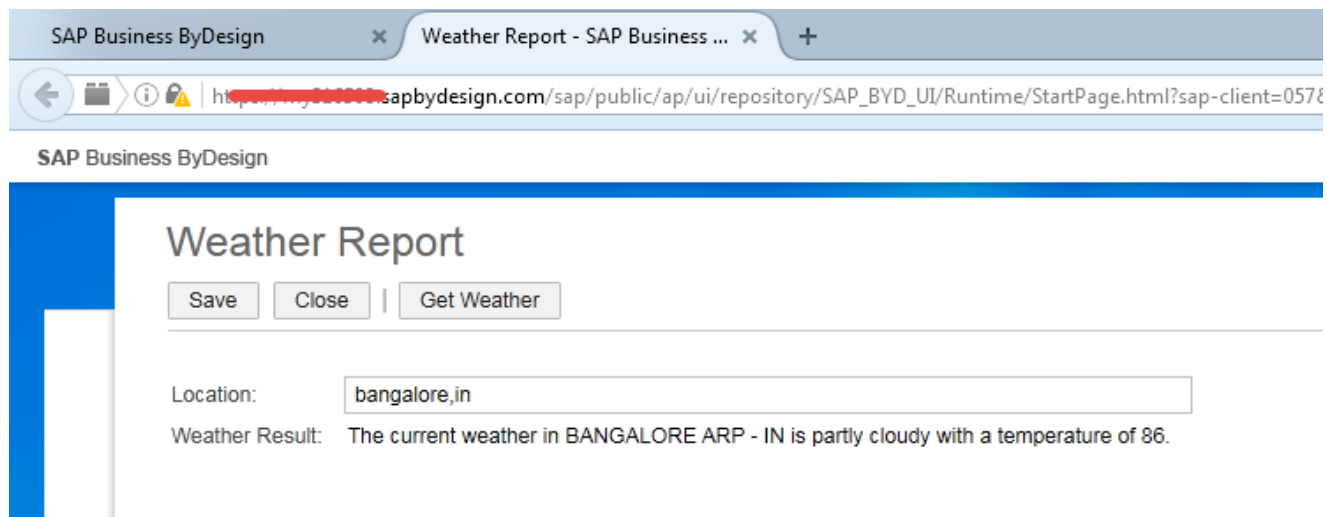 SAP Business ByDesign × Weather Report - SAP Business ... × +
sapbydesign.com/sap/public/ap/ui/repository/SAP_BYD_UI/Runtime/StartPage.html?sap-client=057&
SAP Business ByDesign
Weather Report
Save Close | Get Weather
Location: bangalore,in
Weather Result: The current weather in BANGALORE ARP - IN is partly cloudy with a temperature of 86.